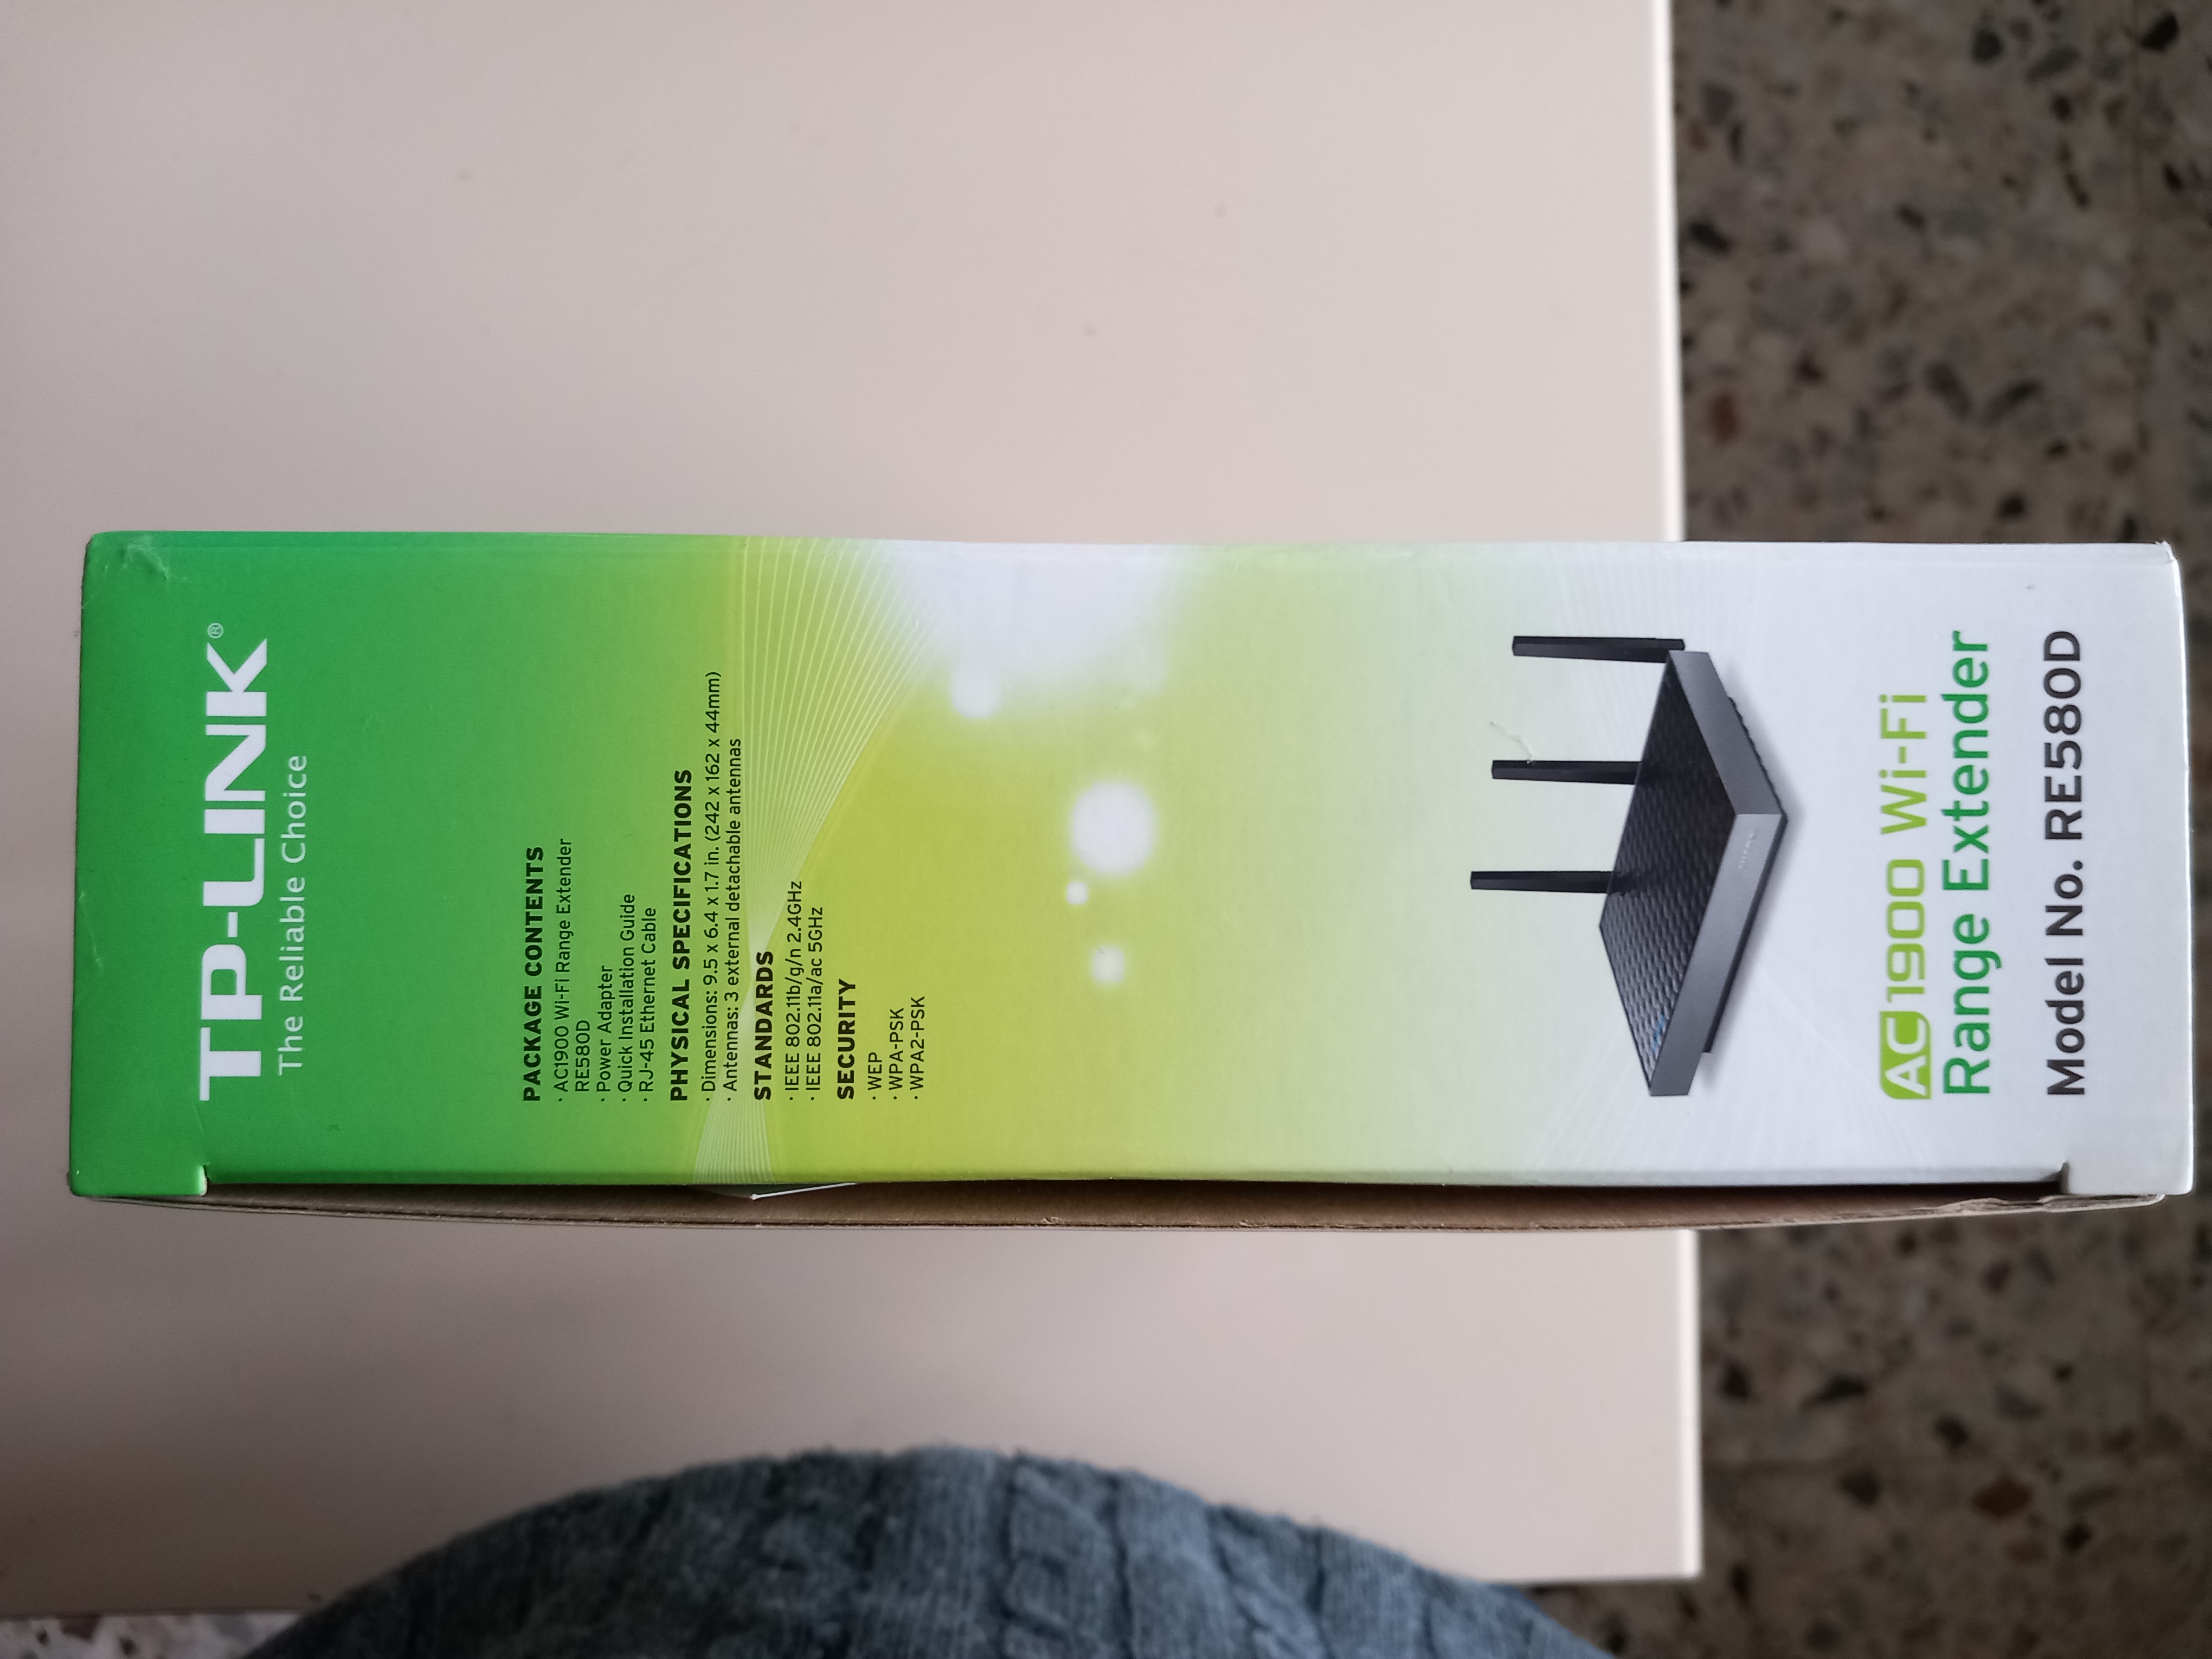 TP-LINK®
The Reliable Choice
PACKAGE CONTENTS
· AC1900 Wi-Fi Range Extender
RE580D
· Power Adapter
· Quick Installation Guide
· RJ-45 Ethernet Cable
PHYSICAL SPECIFICATIONS
· Dimensions: 9.5 x 6.4 x 1.7 in. (242 x 162 x 44mm)
· Antennas: 3 external detachable antennas
STANDARDS
· IEEE 802.11b/g/n 2.4GHz
· IEEE 802.11a/ac 5GHz
SECURITY
· WEP
· WPA-PSK
· WPA2-PSK
AC1900 Wi-Fi
Range Extender
Model No. RE580D